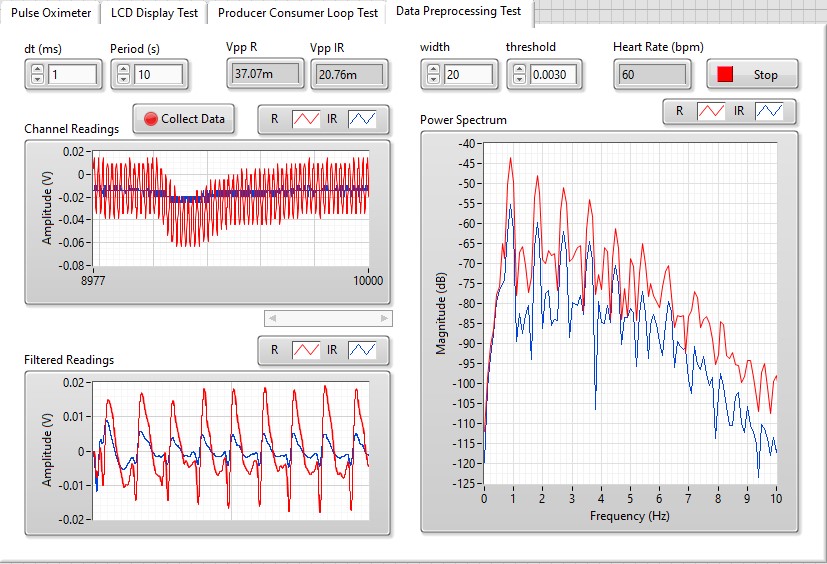 Pulse Oximeter LCD Display Test Producer Consumer Loop Test Data Preprocessing Test
dt (ms) Period (s) Vpp R Vpp IR width threshold Heart Rate (bpm)
1 10 37.07m 20.76m 20 0.0030 60 Stop
Collect Data R IR
Channel Readings
Amplitude (V)
0.02
0
-0.02
-0.04
-0.06
-0.08
8977 10000
R IR
Filtered Readings
Amplitude (V)
0.02
0.01
0
-0.01
-0.02
R IR
Power Spectrum
Magnitude (dB)
-40
-45
-50
-55
-60
-65
-70
-75
-80
-85
-90
-95
-100
-105
-110
-115
-120
-125
0 1 2 3 4 5 6 7 8 9 10
Frequency (Hz)